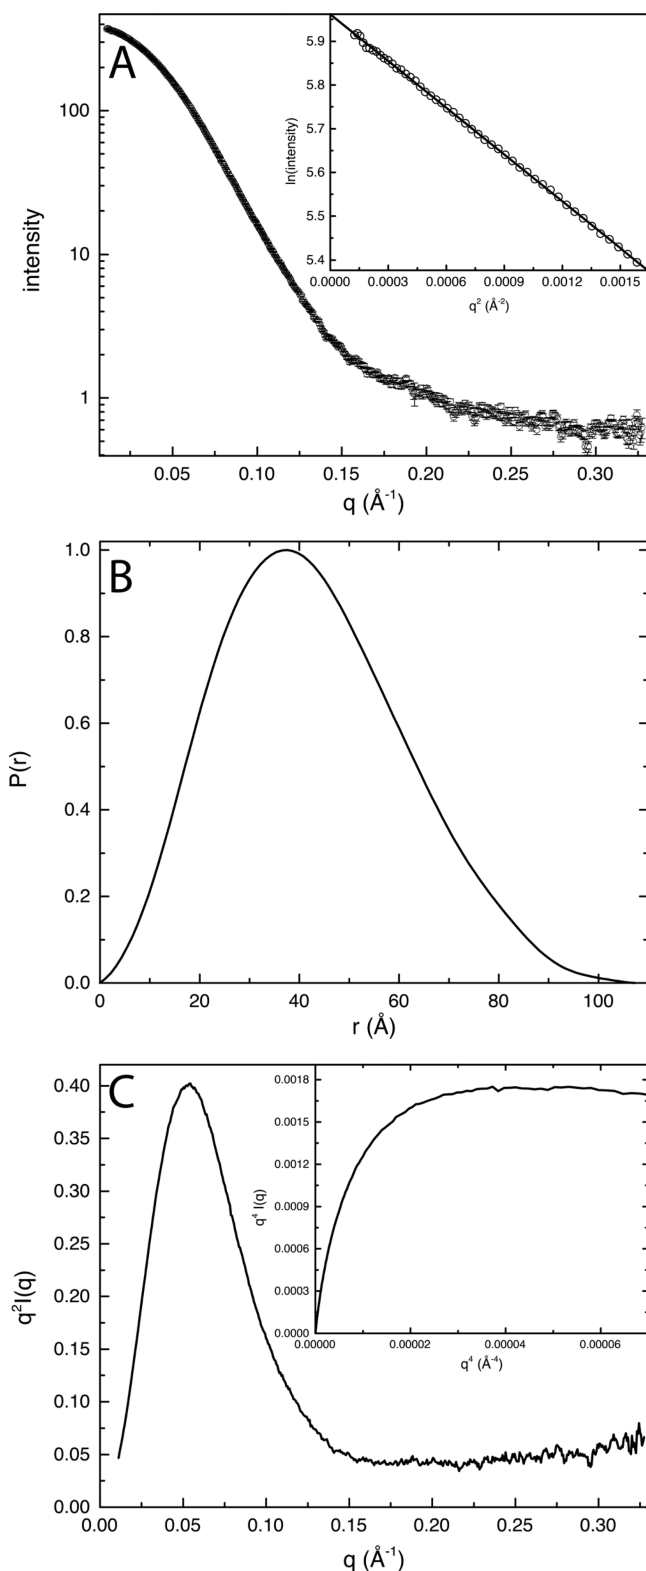 A
100
10
1
intensity
0.05 0.10 0.15 0.20 0.25 0.30
q (Å-1)
5.9
5.8
5.7
5.6
5.5
5.4
ln(intensity)
0.0000 0.0003 0.0006 0.0009 0.0012 0.0015
q2 (Å-2)
B
1.0
0.8
0.6
0.4
0.2
0.0
P(r)
0 20 40 60 80 100
r (Å)
C
0.40
0.35
0.30
0.25
0.20
0.15
0.10
0.05
0.00
q2I(q)
0.00 0.05 0.10 0.15 0.20 0.25 0.30
q (Å-1)
0.0018
0.0015
0.0012
0.0009
0.0006
0.0003
0.0000
q4 I(q)
0.00000 0.00002 0.00004 0.00006
q4 (Å-4)